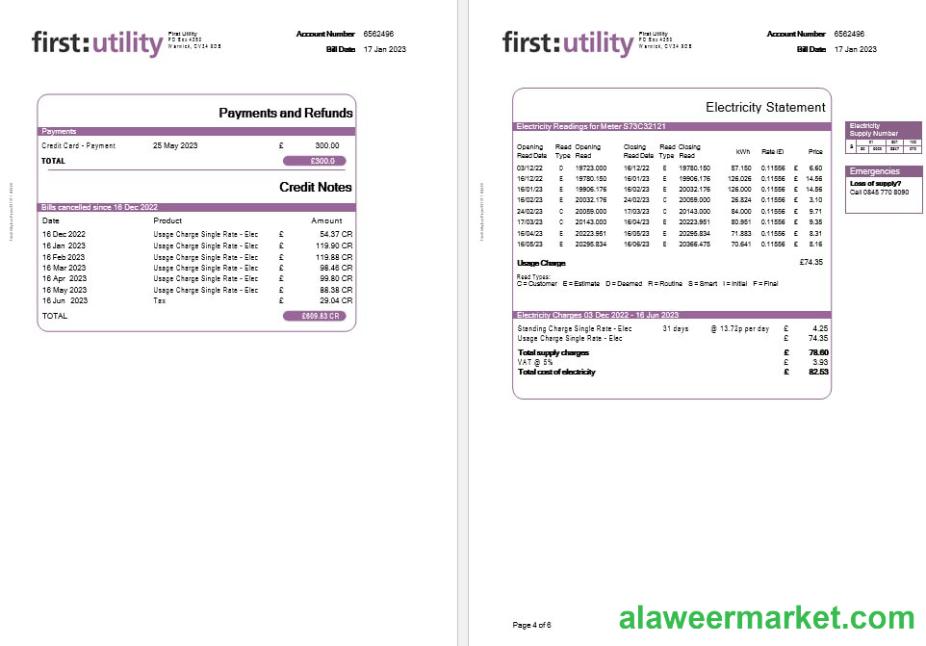 first:utility
First Utility
PO Box 4360
Warwick, CV34 9DB
Account Number 6562496
Bill Date 17 Jan 2023
Payments and Refunds
Payments
Credit Card - Payment 25 May 2023 £ 300.00
TOTAL £300.0
Credit Notes
Bills cancelled since 16 Dec 2022
Date Product Amount
16 Dec 2022 Usage Charge Single Rate - Elec £ 54.37 CR
16 Jan 2023 Usage Charge Single Rate - Elec £ 119.90 CR
16 Feb 2023 Usage Charge Single Rate - Elec £ 119.88 CR
16 Mar 2023 Usage Charge Single Rate - Elec £ 98.46 CR
16 Apr 2023 Usage Charge Single Rate - Elec £ 99.80 CR
16 May 2023 Usage Charge Single Rate - Elec £ 88.38 CR
16 Jun 2023 Tax £ 29.04 CR
TOTAL £609.83 CR
first:utility
First Utility
PO Box 4360
Warwick, CV34 9DB
Account Number 6562496
Bill Date 17 Jan 2023
Electricity Statement
Electricity Readings for Meter S73C32121
Opening Read Opening Closing Read Closing
Read Date Type Read Read Date Type Read kWh Rate (£) Price
03/12/22 D 19723.000 16/12/22 E 19780.150 57.150 0.11556 £ 6.60
16/12/22 E 19780.150 16/01/23 E 19906.176 126.026 0.11556 £ 14.56
16/01/23 E 19906.176 16/02/23 E 20032.176 126.000 0.11556 £ 14.56
16/02/23 E 20032.176 24/02/23 C 20059.000 26.824 0.11556 £ 3.10
24/02/23 C 20059.000 17/03/23 C 20143.000 84.000 0.11556 £ 9.71
17/03/23 C 20143.000 16/04/23 E 20223.951 80.951 0.11556 £ 9.35
16/04/23 E 20223.951 16/05/23 E 20295.834 71.883 0.11556 £ 8.31
16/05/23 E 20295.834 16/06/23 E 20366.475 70.641 0.11556 £ 8.16
Usage Charge £74.35
Read Types:
C = Customer E = Estimate D = Deemed R = Routine S = Smart I = Initial F = Final
Electricity Charges 03 Dec 2022 - 16 Jun 2023
Standing Charge Single Rate - Elec 31 days @ 13.72p per day £ 4.25
Usage Charge Single Rate - Elec 74.35
Total supply charges £ 78.60
VAT @ 5% £ 3.93
Total cost of electricity £ 82.53
Electricity
Supply Number
Emergencies
Loss of supply?
Call 0845 770 8090
Page 4 of 6
alaweermarket.com